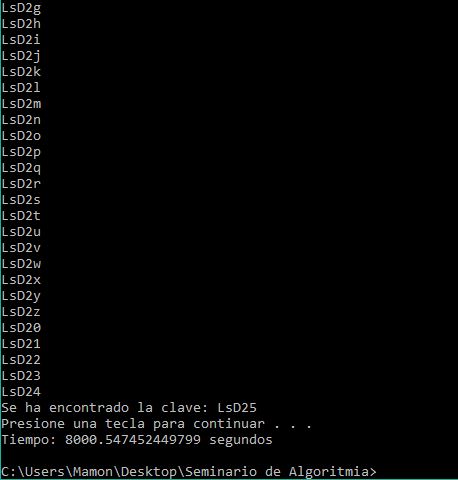 LsD2g
LsD2h
LsD2i
LsD2j
LsD2k
LsD2l
LsD2m
LsD2n
LsD2o
LsD2p
LsD2q
LsD2r
LsD2s
LsD2t
LsD2u
LsD2v
LsD2w
LsD2x
LsD2y
LsD2z
LsD20
LsD21
LsD22
LsD23
LsD24
Se ha encontrado la clave: LsD25
Presione una tecla para continuar . . .
Tiempo: 8000.547452449799 segundos
C:\Users\Mamon\Desktop\Seminario de Algoritmia>